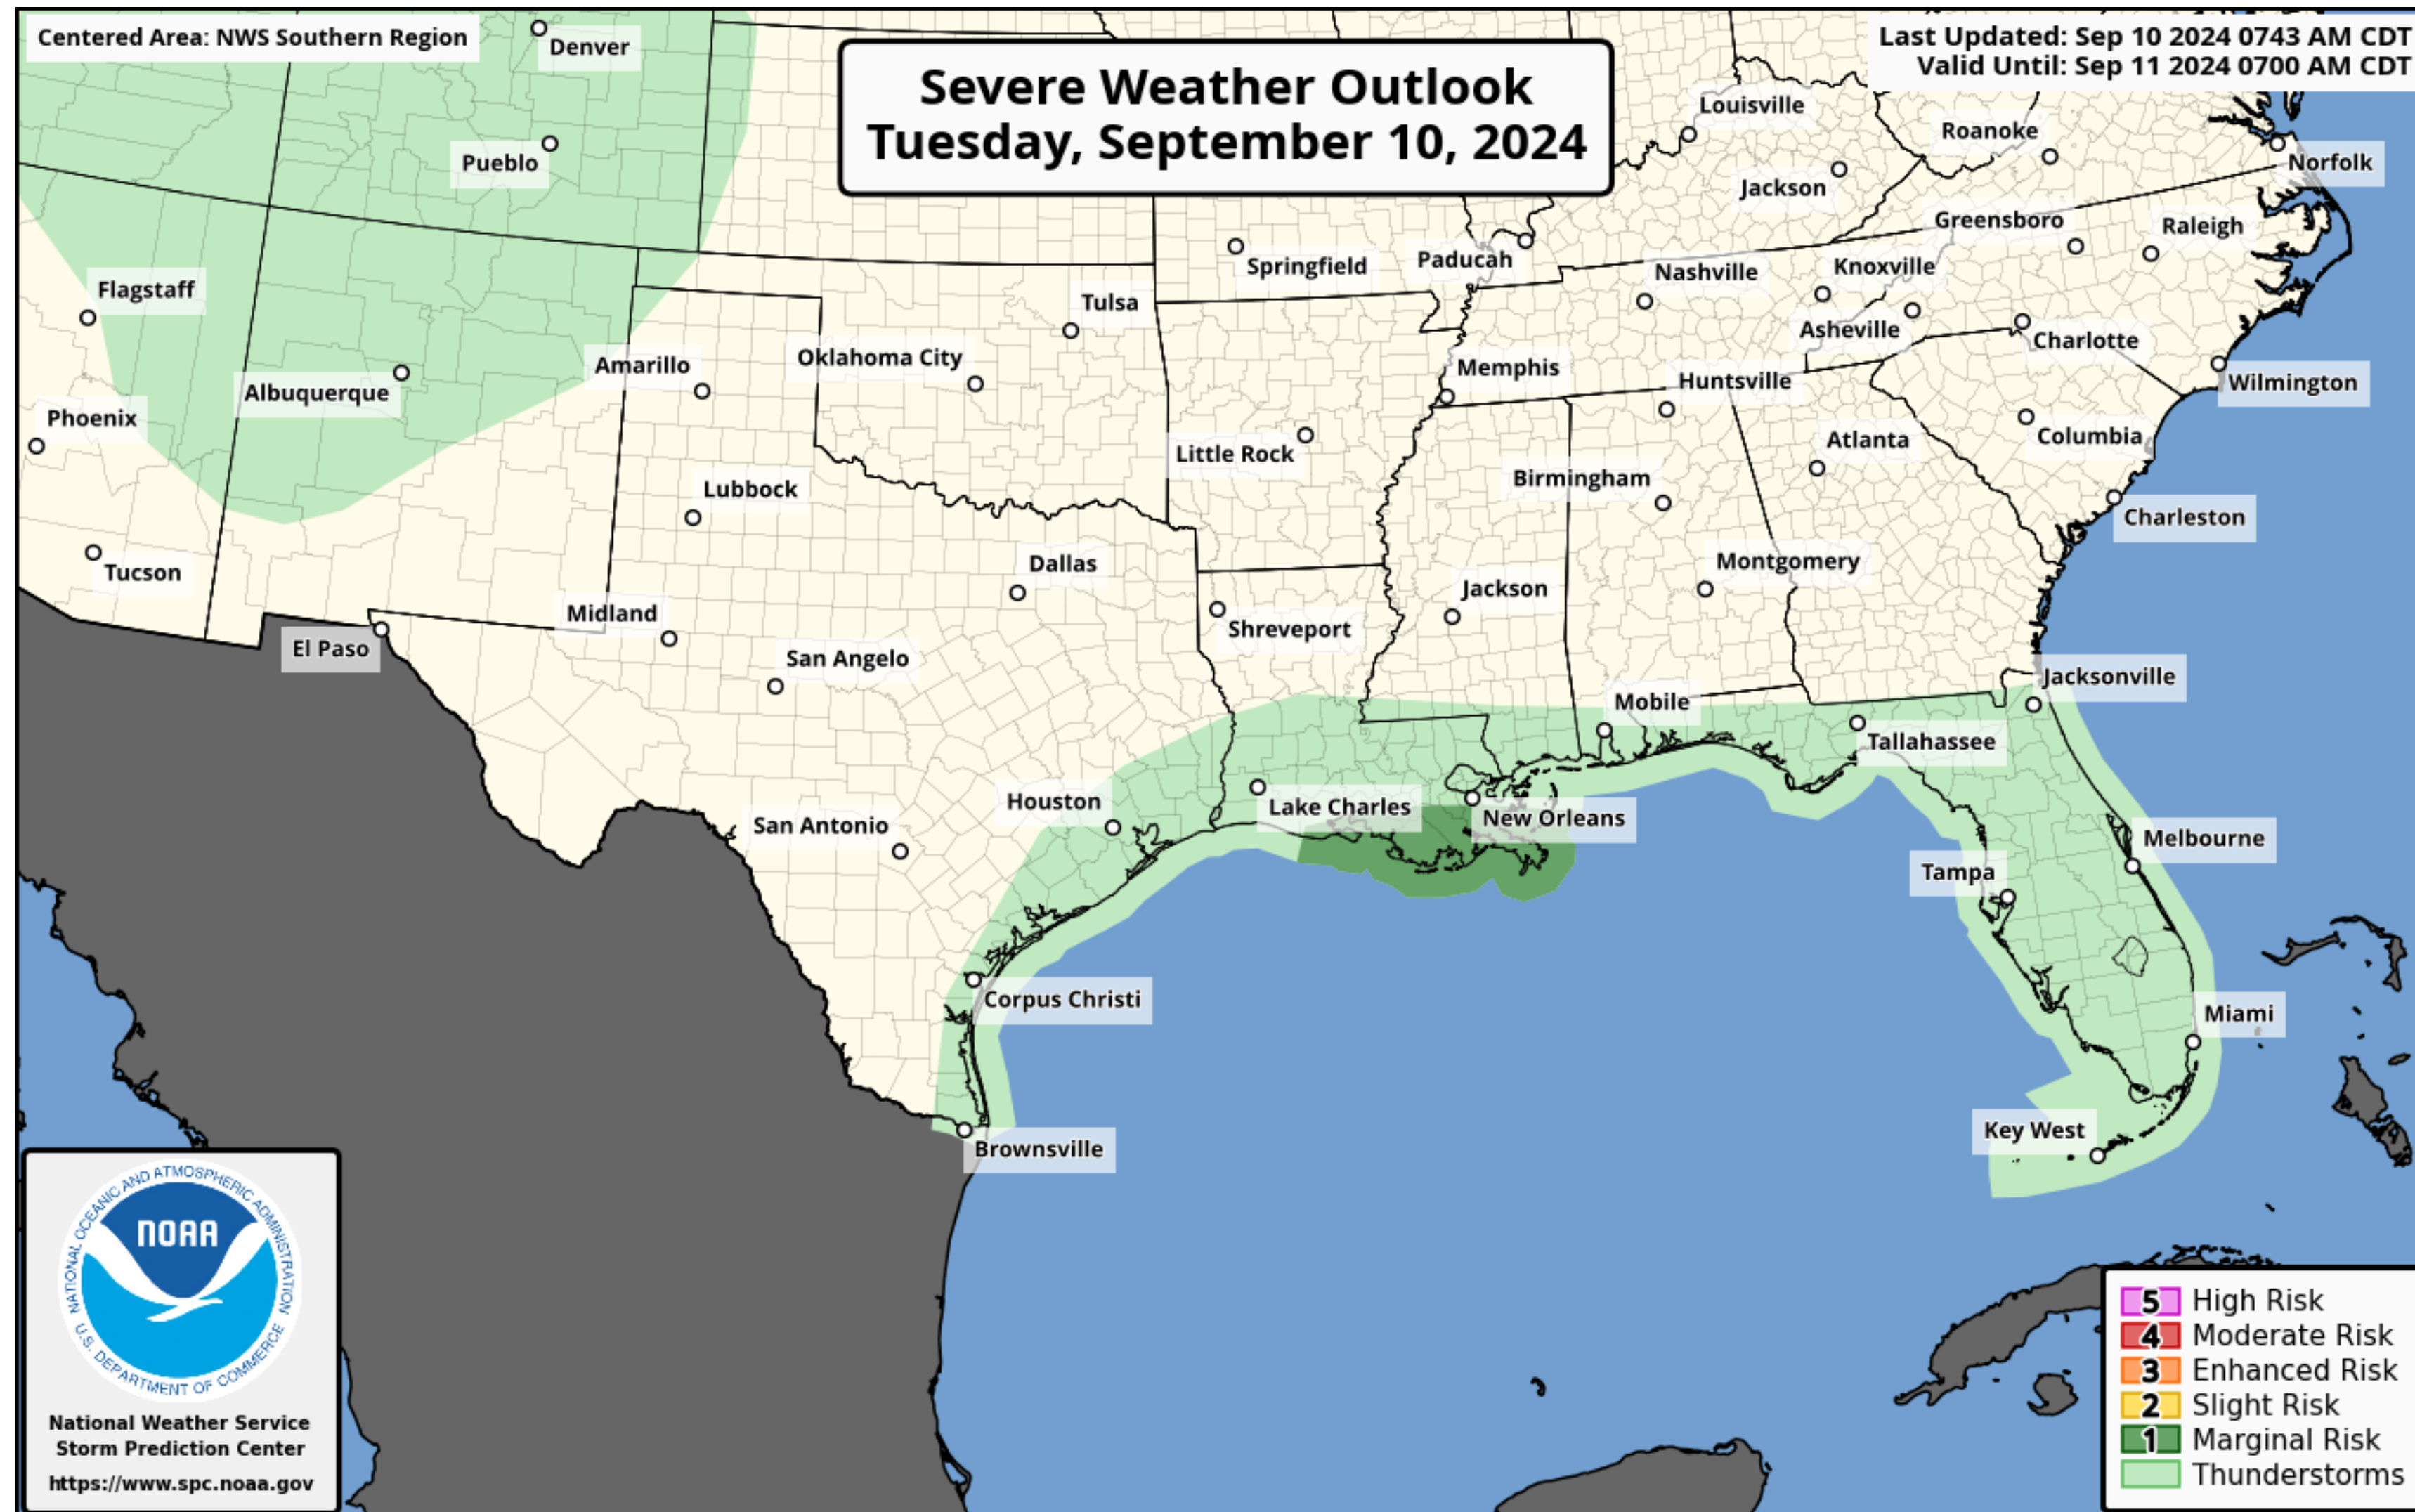 Centered Area: NWS Southern Region
Last Updated: Sep 10 2024 0743 AM CDT
Valid Until: Sep 11 2024 0700 AM CDT
Severe Weather Outlook
Tuesday, September 10, 2024
Denver
Pueblo
Louisville
Roanoke
Norfolk
Jackson
Greensboro
Raleigh
Springfield
Paducah
Nashville
Knoxville
Flagstaff
Tulsa
Asheville
Charlotte
Amarillo
Oklahoma City
Memphis
Huntsville
Wilmington
Albuquerque
Phoenix
Little Rock
Atlanta
Columbia
Lubbock
Birmingham
Charleston
Tucson
Dallas
Montgomery
Midland
Jackson
Shreveport
El Paso
San Angelo
Jacksonville
Mobile
Tallahassee
Houston
Lake Charles
New Orleans
San Antonio
Melbourne
Tampa
Corpus Christi
Miami
Key West
Brownsville
NATIONAL OCEANIC AND ATMOSPHERIC ADMINISTRATION
NOAA
U.S. DEPARTMENT OF COMMERCE
National Weather Service
Storm Prediction Center
https://www.spc.noaa.gov
5 High Risk
4 Moderate Risk
3 Enhanced Risk
2 Slight Risk
1 Marginal Risk
Thunderstorms